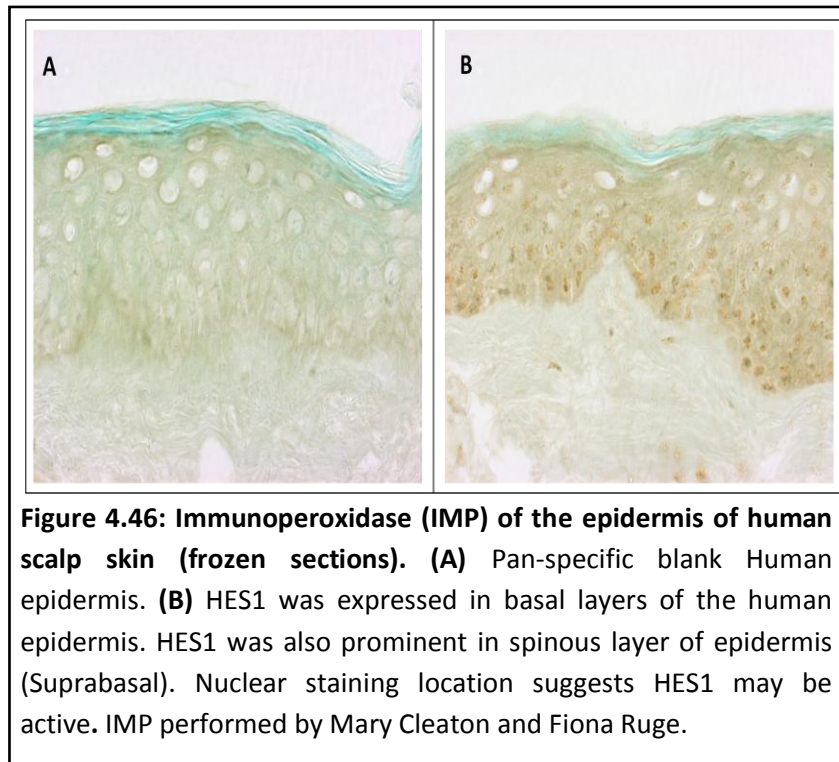 A
B
Figure 4.46: Immunoperoxidase (IMP) of the epidermis of human
scalp skin (frozen sections). (A) Pan-specific blank Human
epidermis. (B) HES1 was expressed in basal layers of the human
epidermis. HES1 was also prominent in spinous layer of epidermis
(Suprabasal). Nuclear staining location suggests HES1 may be
active. IMP performed by Mary Cleaton and Fiona Ruge.